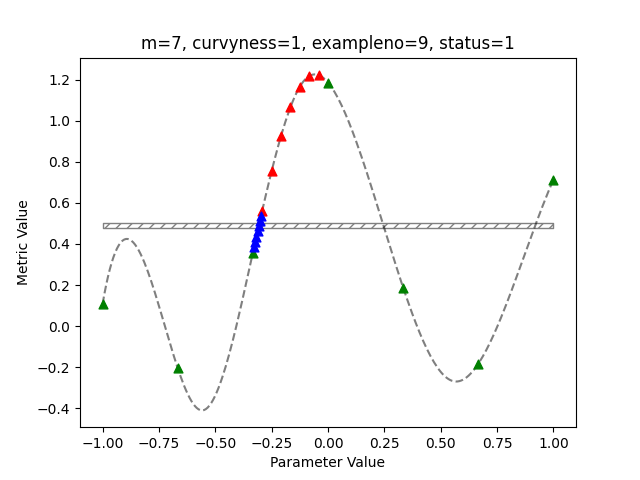 m=7, curvyness=1, exampleno=9, status=1
Metric Value
1.2
1.0
0.8
0.6
0.4
0.2
0.0
−0.2
−0.4
−1.00 −0.75 −0.50 −0.25 0.00 0.25 0.50 0.75 1.00
Parameter Value